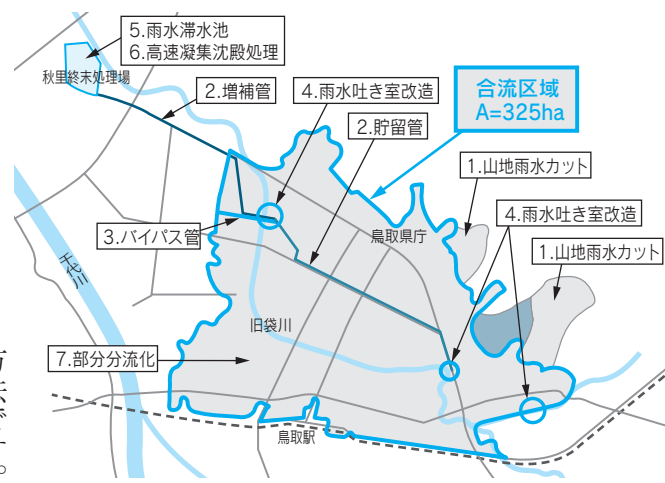 5.雨水滞水池
6.高速凝集沈殿処理
秋里終末処理場
2.増補管
4.雨水吐き室改造
2.貯留管
合流区域
A=325ha
1.山地雨水カット
4.雨水吐き室改造
1.山地雨水カット
鳥取県庁
3.バイパス管
千代川
旧袋川
7.部分分流化
鳥取駅